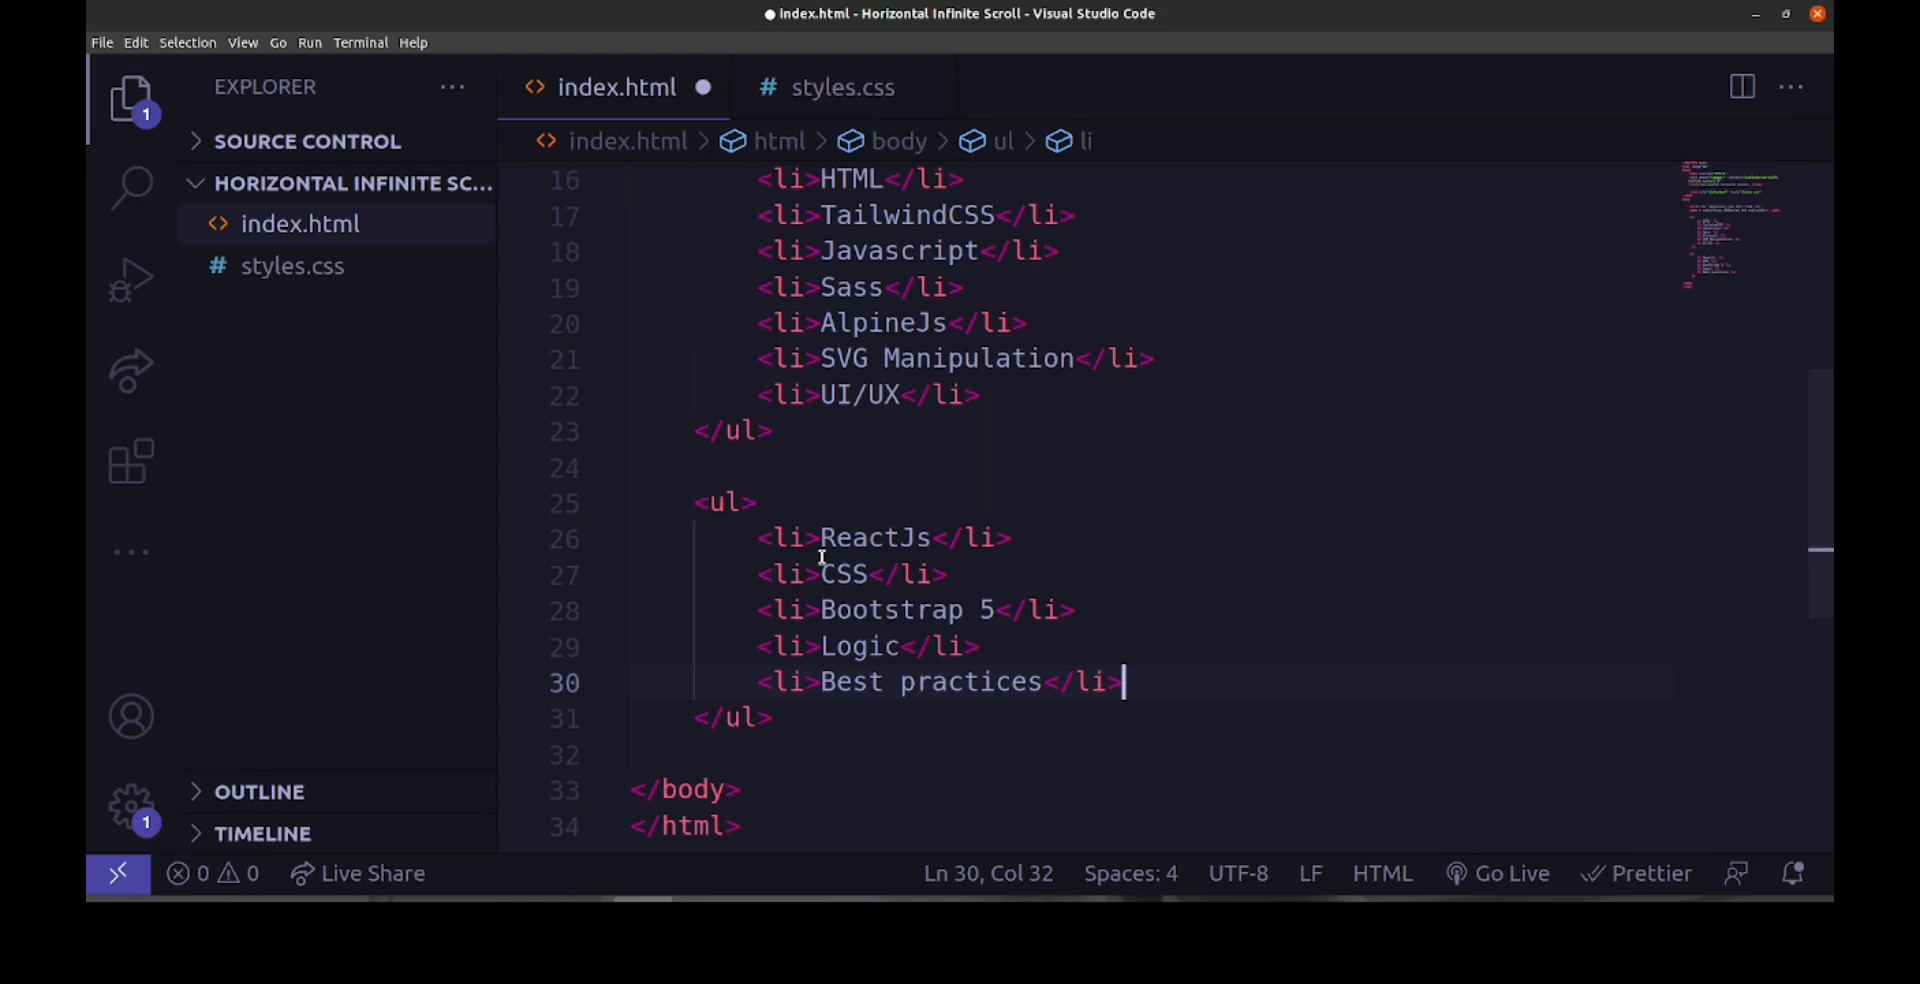 ● index.html - Horizontal Infinite Scroll - Visual Studio Code
File Edit Selection View Go Run Terminal Help
EXPLORER
SOURCE CONTROL
HORIZONTAL INFINITE SC...
<> index.html
# styles.css
OUTLINE
TIMELINE
1
1
<> index.html ●
# styles.css
<> index.html > html > body > ul > li
16 <li>HTML</li>
17 <li>TailwindCSS</li>
18 <li>Javascript</li>
19 <li>Sass</li>
20 <li>AlpineJs</li>
21 <li>SVG Manipulation</li>
22 <li>UI/UX</li>
23 </ul>
24
25 <ul>
26 <li>ReactJs</li>
27 <li>CSS</li>
28 <li>Bootstrap 5</li>
29 <li>Logic</li>
30 <li>Best practices</li>
31 </ul>
32
33 </body>
34 </html>
0 0 Live Share Ln 30, Col 32 Spaces: 4 UTF-8 LF HTML Go Live Prettier